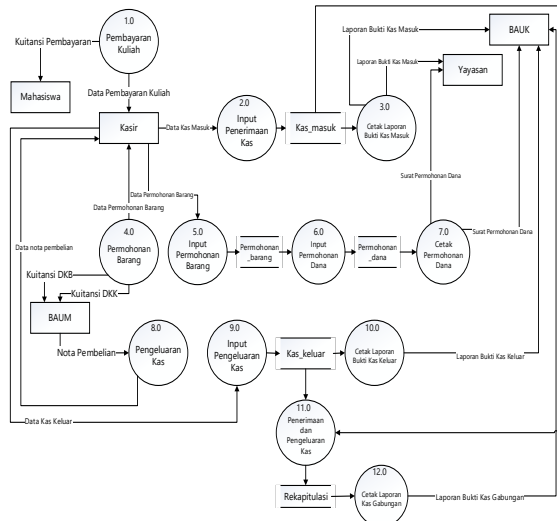 1.0
Pembayaran
Kuliah
Kuitansi Pembayaran
Mahasiswa
Data Pembayaran Kuliah
Kasir
Data Kas Masuk
2.0
Input
Penerimaan
Kas
Kas_masuk
3.0
Cetak Laporan
Bukti Kas Masuk
Laporan Bukti Kas Masuk
Laporan Bukti Kas Masuk
BAUK
Yayasan
Data Permohonan Barang
Data Permohonan Barang
Data nota pembelian
4.0
Permohonan
Barang
5.0
Input
Permohonan
Barang
Permohonan
_barang
6.0
Input
Permohonan
Dana
Permohonan
_dana
7.0
Cetak
Permohonan
Dana
Surat Permohonan Dana
Surat Permohonan Dana
Kuitansi DKB
Kuitansi DKK
BAUM
Nota Pembelian
8.0
Pengeluaran
Kas
9.0
Input
Pengeluaran
Kas
Kas_keluar
10.0
Cetak Laporan
Bukti Kas Keluar
Laporan Bukti Kas Keluar
Data Kas Keluar
11.0
Penerimaan
dan
Pengeluaran
Kas
Rekapitulasi
12.0
Cetak Laporan
Kas Gabungan
Laporan Bukti Kas Gabungan